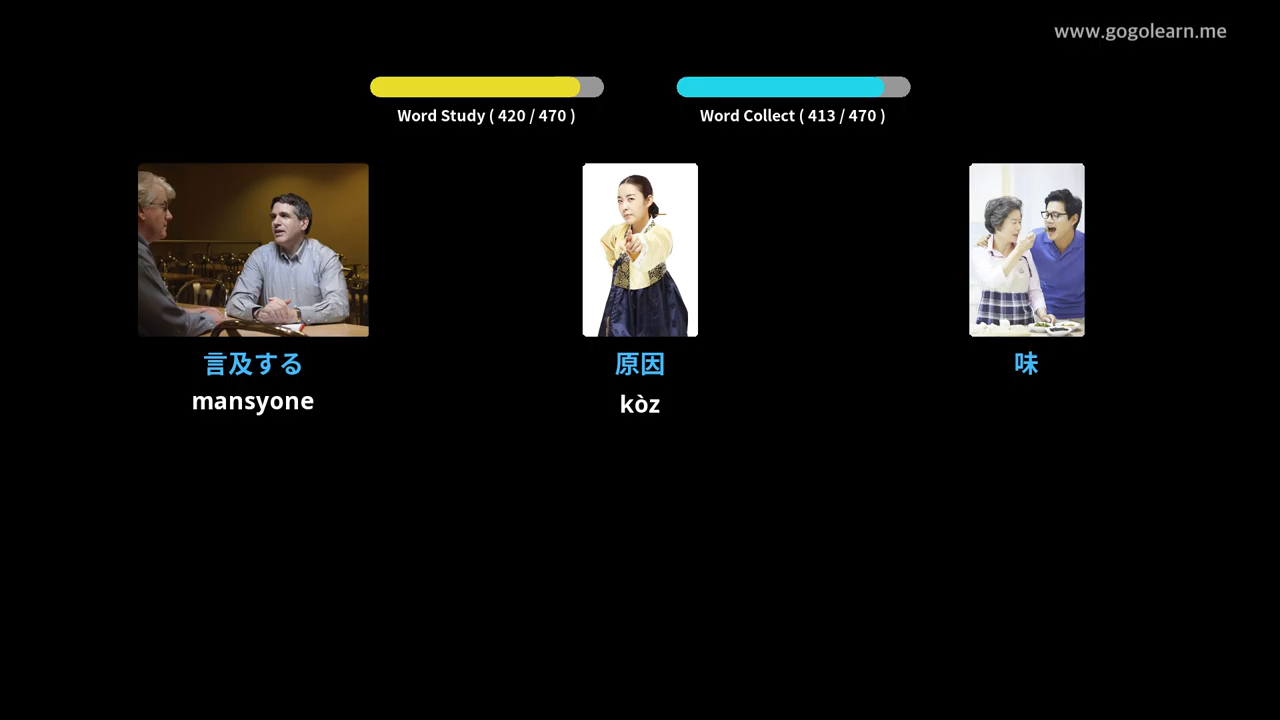 www.gogolearn.me
Word Study ( 420 / 470 )
Word Collect ( 413 / 470 )
言及する
mansyone
原因
kòz
味